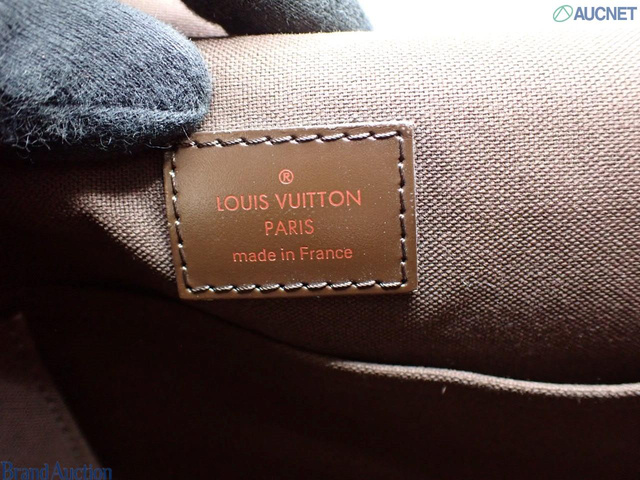 AUCNET
®
LOUIS VUITTON
PARIS
made in France
Brand Auction